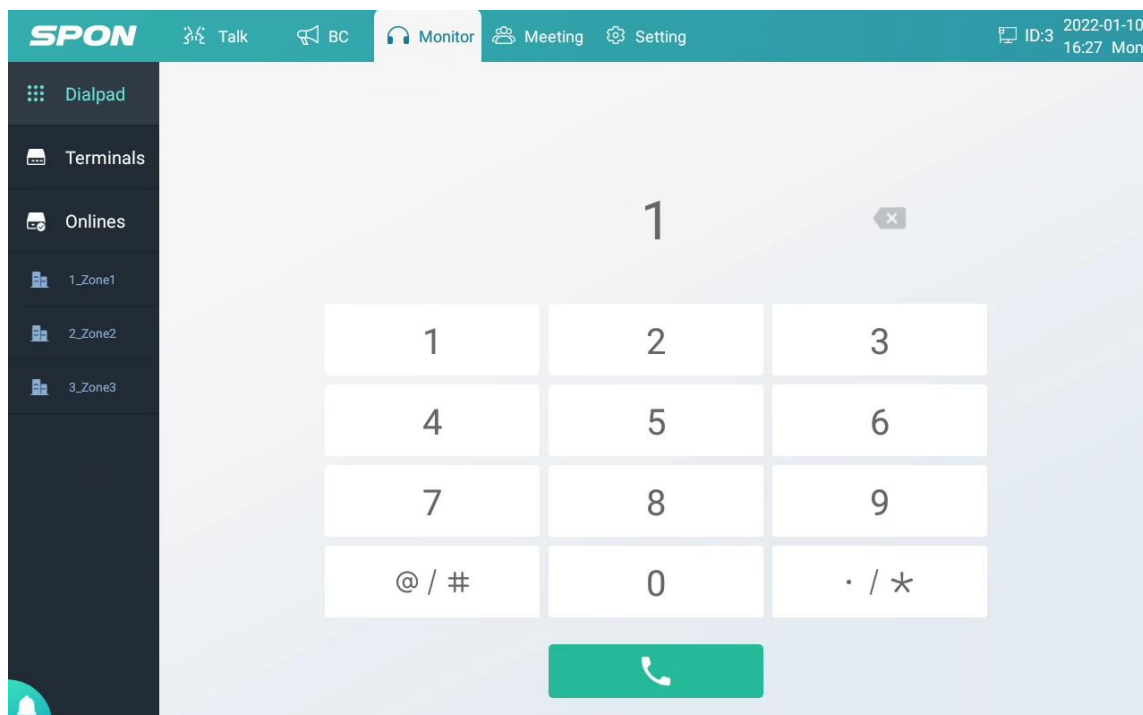 SPON Talk BC Monitor Meeting Setting ID:3 2022-01-10
16:27 Mon
Dialpad
Terminals
Onlines
1_Zone1
2_Zone2
3_Zone3
1
1 2 3
4 5 6
7 8 9
@ / # 0 · / *